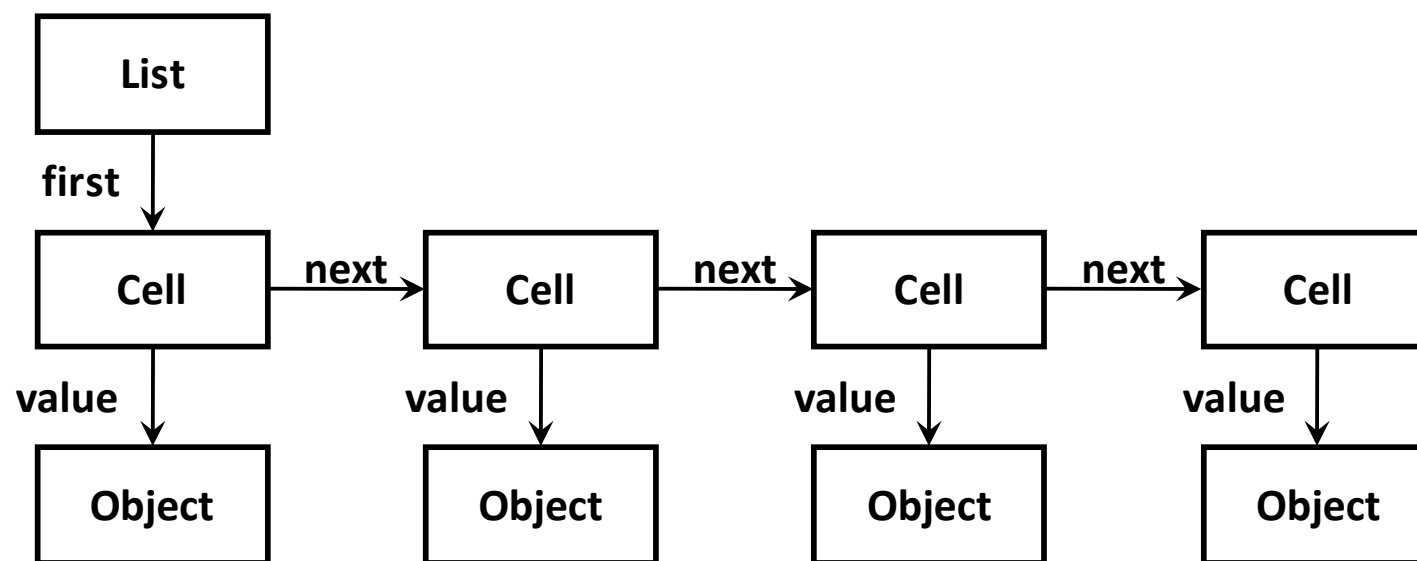 List
first
Cell next Cell next Cell next Cell
value value value value
Object Object Object Object